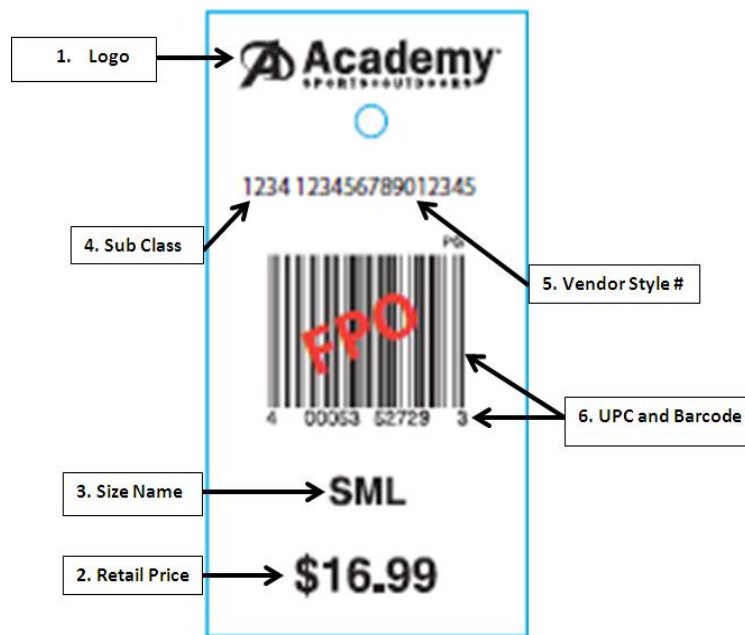 1. Logo
Academy
SPORTS+OUTDOORS
1234 123456789012345
4. Sub Class
PGI
5. Vendor Style #
FPO
4 00053 52729 3
6. UPC and Barcode
3. Size Name
SML
2. Retail Price
$16.99